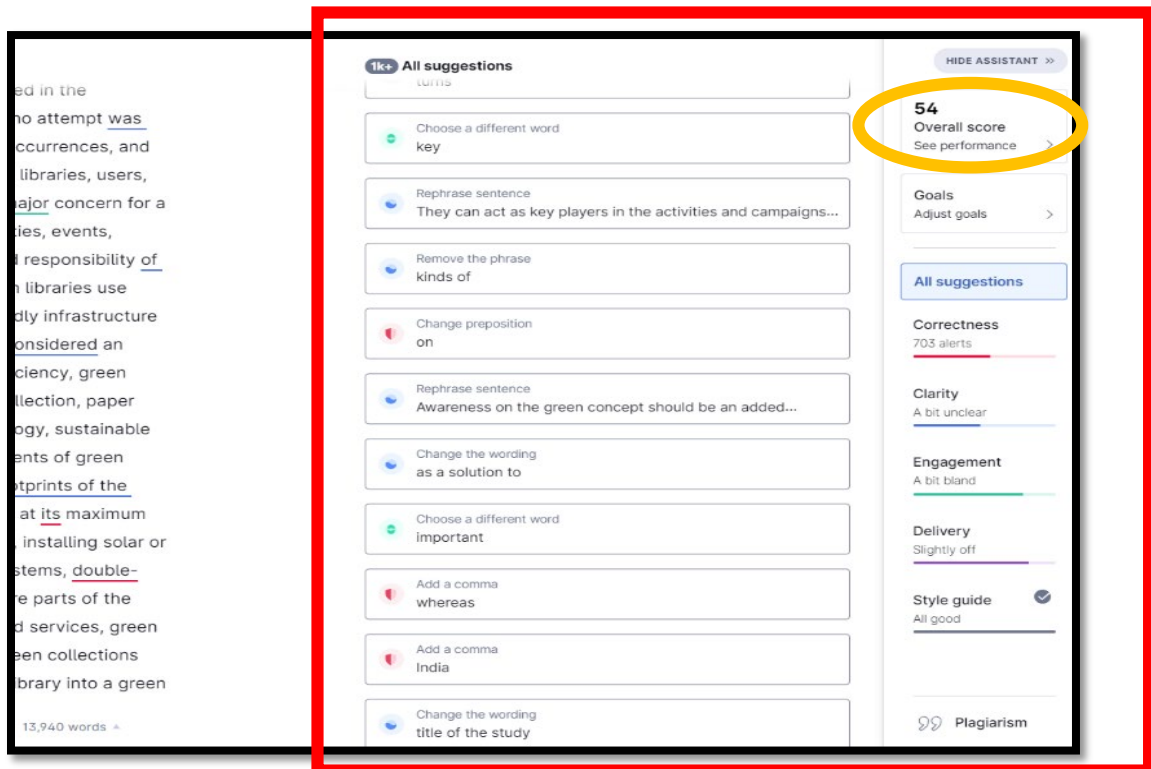 ed in the
no attempt was
ccurrences, and
libraries, users,
ajor concern for a
ties, events,
responsibility of
libraries use
dly infrastructure
onsidered an
ciency, green
llection, paper
ogy, sustainable
ents of green
otprints of the
at its maximum
, installing solar or
stems, double-
re parts of the
d services, green
een collections
ibrary into a green
13,940 words
1k+ All suggestions
turns
Choose a different word
key
Rephrase sentence
They can act as key players in the activities and campaigns...
Remove the phrase
kinds of
Change preposition
on
Rephrase sentence
Awareness on the green concept should be an added...
Change the wording
as a solution to
Choose a different word
important
Add a comma
whereas
Add a comma
India
Change the wording
title of the study
HIDE ASSISTANT »
54
Overall score
See performance
Goals
Adjust goals
All suggestions
Correctness
703 alerts
Clarity
A bit unclear
Engagement
A bit bland
Delivery
Slightly off
Style guide
All good
Plagiarism